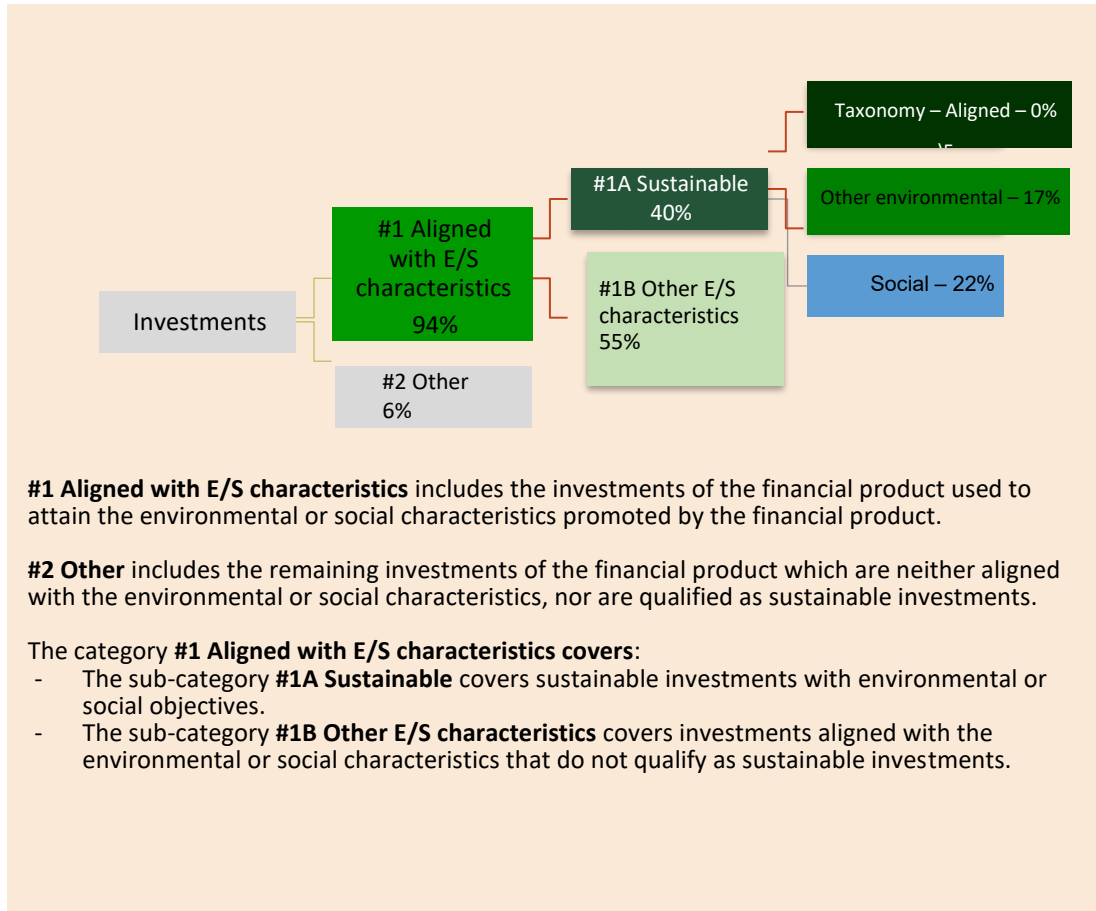 Taxonomy – Aligned – 0%
#1A Sustainable
40%
Other environmental – 17%
#1 Aligned
with E/S
characteristics
94%
#1B Other E/S
characteristics
55%
Social – 22%
Investments
#2 Other
6%
#1 Aligned with E/S characteristics includes the investments of the financial product used to
attain the environmental or social characteristics promoted by the financial product.
#2 Other includes the remaining investments of the financial product which are neither aligned
with the environmental or social characteristics, nor are qualified as sustainable investments.
The category #1 Aligned with E/S characteristics covers:
- The sub-category #1A Sustainable covers sustainable investments with environmental or
social objectives.
- The sub-category #1B Other E/S characteristics covers investments aligned with the
environmental or social characteristics that do not qualify as sustainable investments.